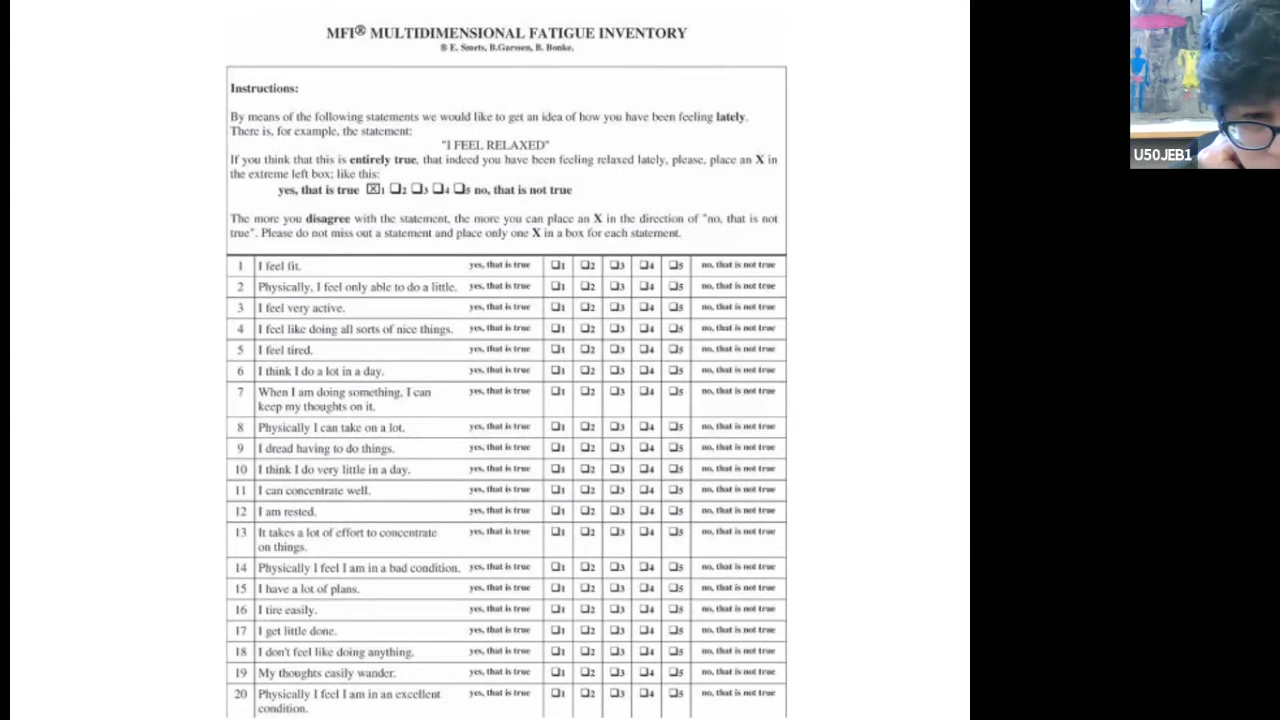 MFI® MULTIDIMENSIONAL FATIGUE INVENTORY
® E. Smets, B.Garssen, B. Bonke.
Instructions:
By means of the following statements we would like to get an idea of how you have been feeling lately.
There is, for example, the statement:
"I FEEL RELAXED"
If you think that this is entirely true, that indeed you have been feeling relaxed lately, please, place an X in
the extreme left box; like this:
yes, that is true ☒1 ❑2 ❑3 ❑4 ❑5 no, that is not true
The more you disagree with the statement, the more you can place an X in the direction of "no, that is not
true". Please do not miss out a statement and place only one X in a box for each statement.
1 I feel fit. yes, that is true ❑1 ❑2 ❑3 ❑4 ❑5 no, that is not true
2 Physically, I feel only able to do a little. yes, that is true ❑1 ❑2 ❑3 ❑4 ❑5 no, that is not true
3 I feel very active. yes, that is true ❑1 ❑2 ❑3 ❑4 ❑5 no, that is not true
4 I feel like doing all sorts of nice things. yes, that is true ❑1 ❑2 ❑3 ❑4 ❑5 no, that is not true
5 I feel tired. yes, that is true ❑1 ❑2 ❑3 ❑4 ❑5 no, that is not true
6 I think I do a lot in a day. yes, that is true ❑1 ❑2 ❑3 ❑4 ❑5 no, that is not true
7 When I am doing something, I can yes, that is true ❑1 ❑2 ❑3 ❑4 ❑5 no, that is not true
keep my thoughts on it.
8 Physically I can take on a lot. yes, that is true ❑1 ❑2 ❑3 ❑4 ❑5 no, that is not true
9 I dread having to do things. yes, that is true ❑1 ❑2 ❑3 ❑4 ❑5 no, that is not true
10 I think I do very little in a day. yes, that is true ❑1 ❑2 ❑3 ❑4 ❑5 no, that is not true
11 I can concentrate well. yes, that is true ❑1 ❑2 ❑3 ❑4 ❑5 no, that is not true
12 I am rested. yes, that is true ❑1 ❑2 ❑3 ❑4 ❑5 no, that is not true
13 It takes a lot of effort to concentrate yes, that is true ❑1 ❑2 ❑3 ❑4 ❑5 no, that is not true
on things.
14 Physically I feel I am in a bad condition. yes, that is true ❑1 ❑2 ❑3 ❑4 ❑5 no, that is not true
15 I have a lot of plans. yes, that is true ❑1 ❑2 ❑3 ❑4 ❑5 no, that is not true
16 I tire easily. yes, that is true ❑1 ❑2 ❑3 ❑4 ❑5 no, that is not true
17 I get little done. yes, that is true ❑1 ❑2 ❑3 ❑4 ❑5 no, that is not true
18 I don't feel like doing anything. yes, that is true ❑1 ❑2 ❑3 ❑4 ❑5 no, that is not true
19 My thoughts easily wander. yes, that is true ❑1 ❑2 ❑3 ❑4 ❑5 no, that is not true
20 Physically I feel I am in an excellent yes, that is true ❑1 ❑2 ❑3 ❑4 ❑5 no, that is not true
condition.
U50JEB1